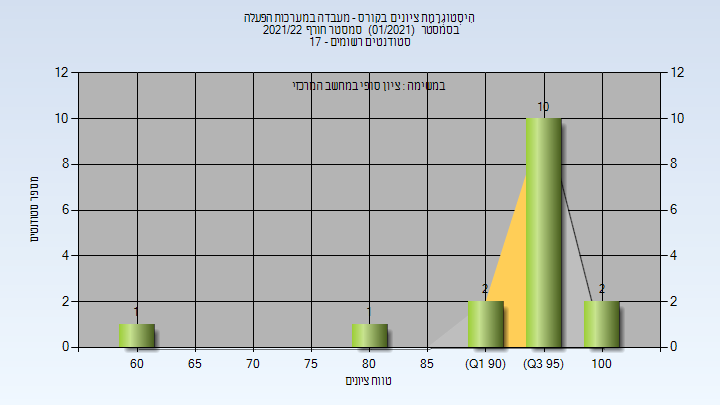 היסטוגרמת ציונים בקורס - מעבדה במערכות הפעלה
בסמסטר (01/2021) סמסטר חורף 2021/22
סטודנטים רשומים - 17
במשימה : ציון סופי במחשב המרכזי
12 12
10 10
8 8
6 6
4 4
2 2
0 0
מספר סטודנטים
1 1 2 10 2
60 65 70 75 80 85 (Q1 90) (Q3 95) 100
טווח ציונים